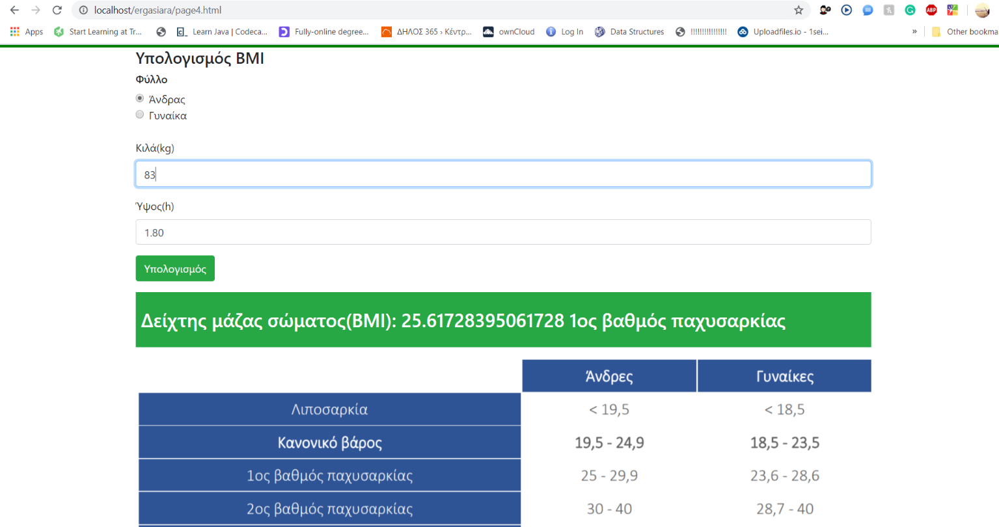 localhost/ergasiara/page4.html
Apps Start Learning at Tr... Learn Java | Codeca... Fully-online degree... ΔΗΛΟΣ 365 › Κέντρ... ownCloud Log In Data Structures !!!!!!!!!!!!!!!! Uploadfiles.io - 1sei... » Other bookma
Υπολογισμός BMI
Φύλλο
Άνδρας
Γυναίκα
Κιλά(kg)
83
Ύψος(h)
1.80
Υπολογισμός
Δείχτης μάζας σώματος(BMI): 25.61728395061728 1ος βαθμός παχυσαρκίας
Άνδρες Γυναίκες
Λιποσαρκία < 19,5 < 18,5
Κανονικό βάρος 19,5 - 24,9 18,5 - 23,5
1ος βαθμός παχυσαρκίας 25 - 29,9 23,6 - 28,6
2ος βαθμός παχυσαρκίας 30 - 40 28,7 - 40